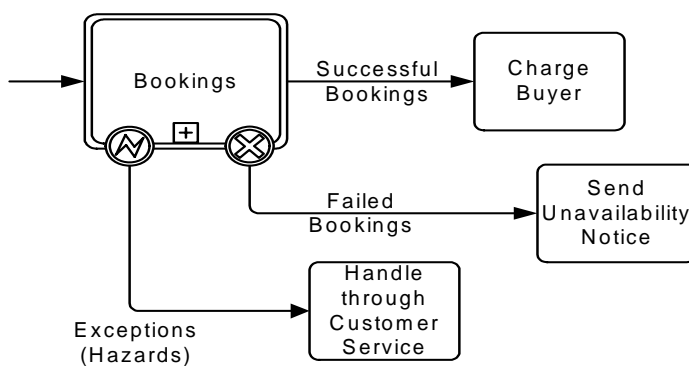 Bookings
Successful
Bookings
Charge
Buyer
Failed
Bookings
Send
Unavailability
Notice
Exceptions
(Hazards)
Handle
through
Customer
Service